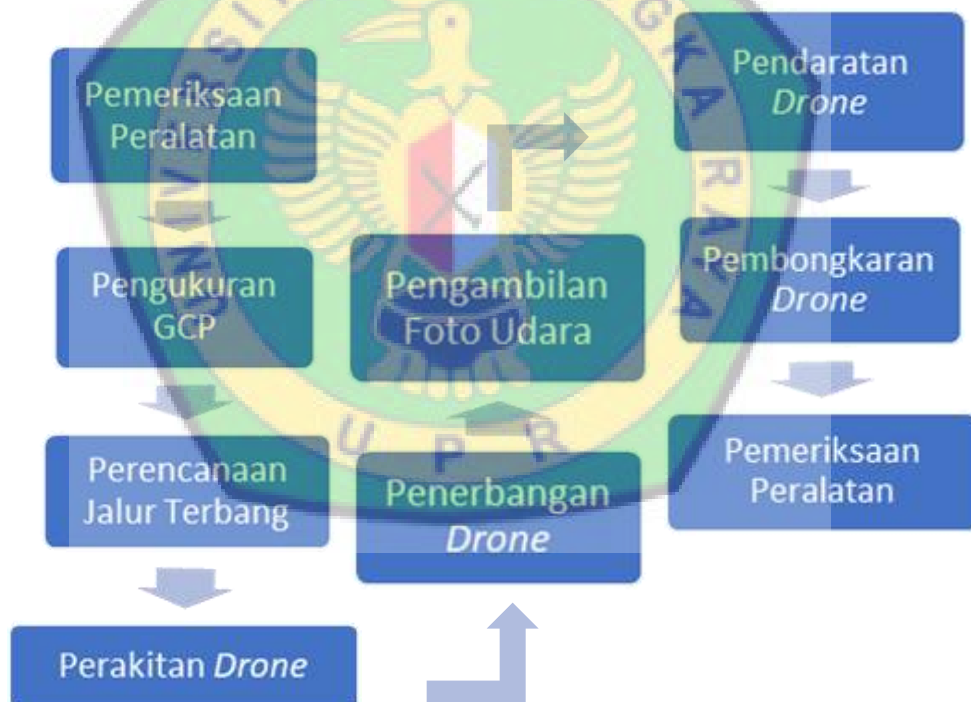 Pemeriksaan
Peralatan
Pengukuran
GCP
Perencanaan
Jalur Terbang
Perakitan Drone
Penerbangan
Drone
Pengambilan
Foto Udara
Pendaratan
Drone
Pembongkaran
Drone
Pemeriksaan
Peralatan
UPR